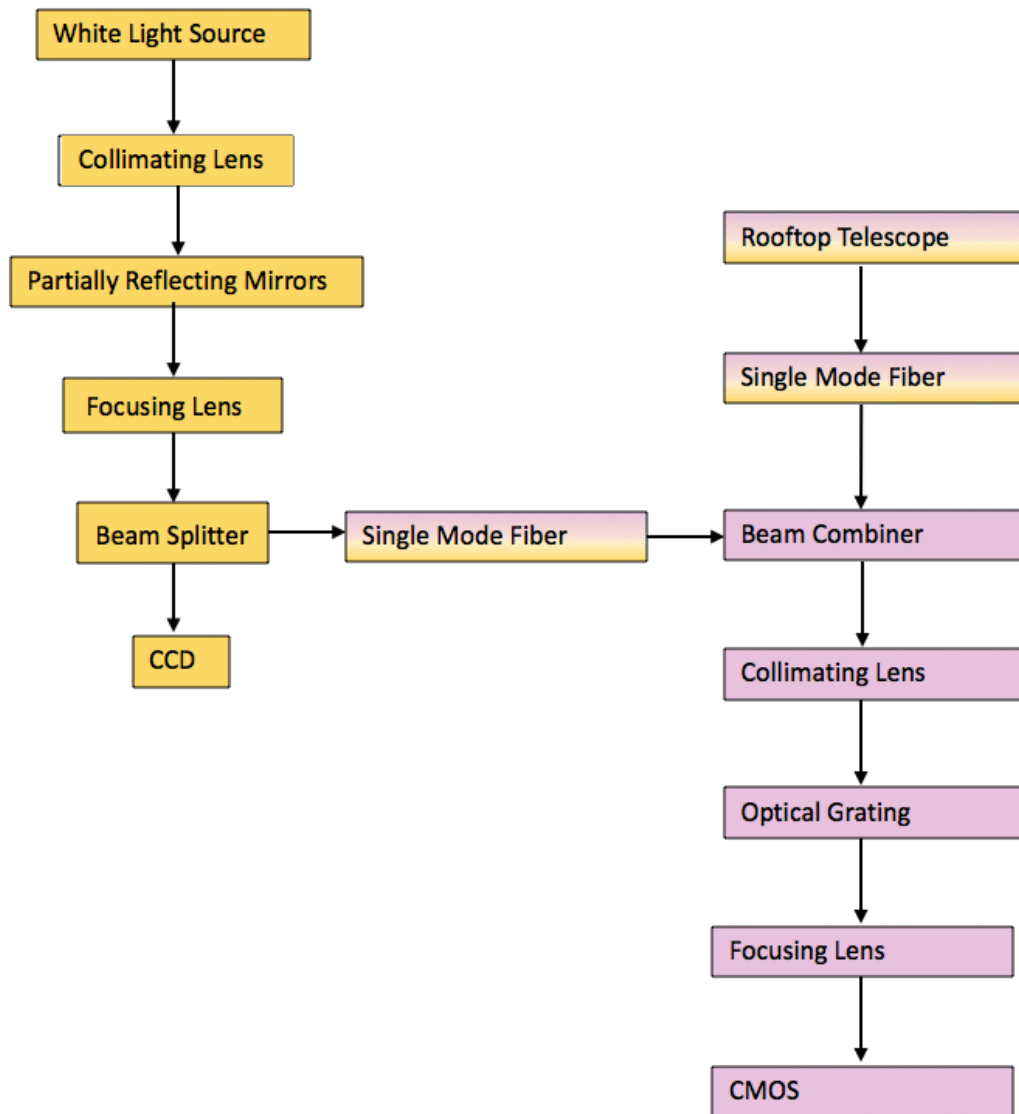 White Light Source
Collimating Lens
Partially Reflecting Mirrors
Focusing Lens
Beam Splitter
CCD
Single Mode Fiber
Rooftop Telescope
Single Mode Fiber
Beam Combiner
Collimating Lens
Optical Grating
Focusing Lens
CMOS